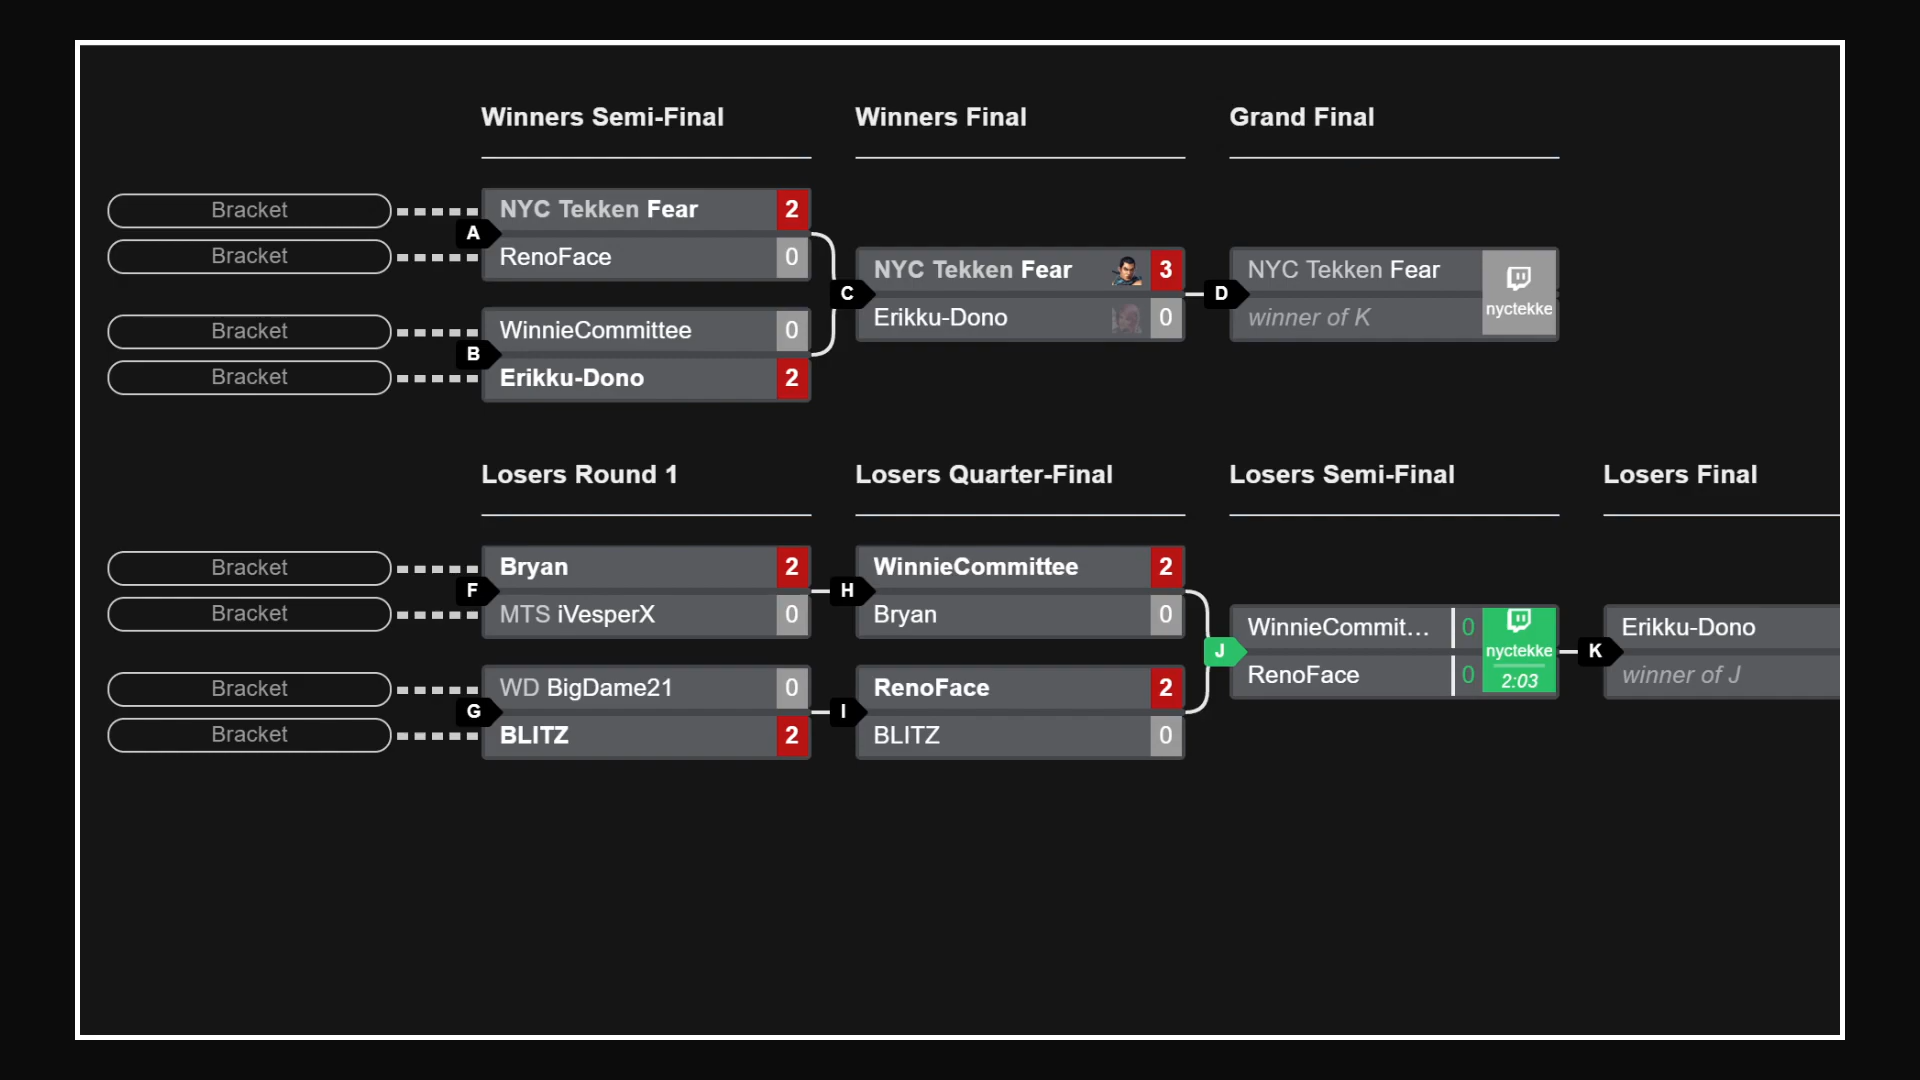 Winners Semi-Final
Winners Final
Grand Final
Bracket
Bracket
A
NYC Tekken Fear 2
RenoFace 0
Bracket
Bracket
B
WinnieCommittee 0
Erikku-Dono 2
C
NYC Tekken Fear 3
Erikku-Dono 0
D
NYC Tekken Fear
winner of K
nyctekke
Losers Round 1
Losers Quarter-Final
Losers Semi-Final
Losers Final
Bracket
Bracket
F
Bryan 2
MTS iVesperX 0
Bracket
Bracket
G
WD BigDame21 0
BLITZ 2
H
WinnieCommittee 2
Bryan 0
I
RenoFace 2
BLITZ 0
J
WinnieCommit... 0
RenoFace 0
nyctekke
2:03
K
Erikku-Dono
winner of J